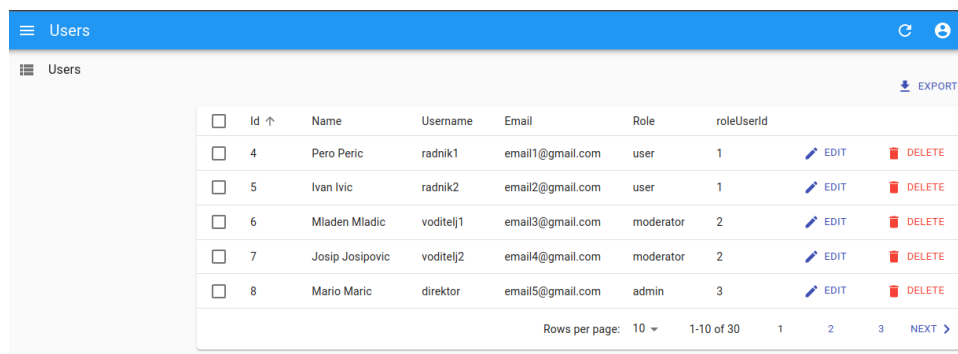 Users
Users
EXPORT
Id Name Username Email Role roleUserId
4 Pero Peric radnik1 email1@gmail.com user 1 EDIT DELETE
5 Ivan Ivic radnik2 email2@gmail.com user 1 EDIT DELETE
6 Mladen Mladic voditelj1 email3@gmail.com moderator 2 EDIT DELETE
7 Josip Josipovic voditelj2 email4@gmail.com moderator 2 EDIT DELETE
8 Mario Maric direktor email5@gmail.com admin 3 EDIT DELETE
Rows per page: 10 1-10 of 30 1 2 3 NEXT